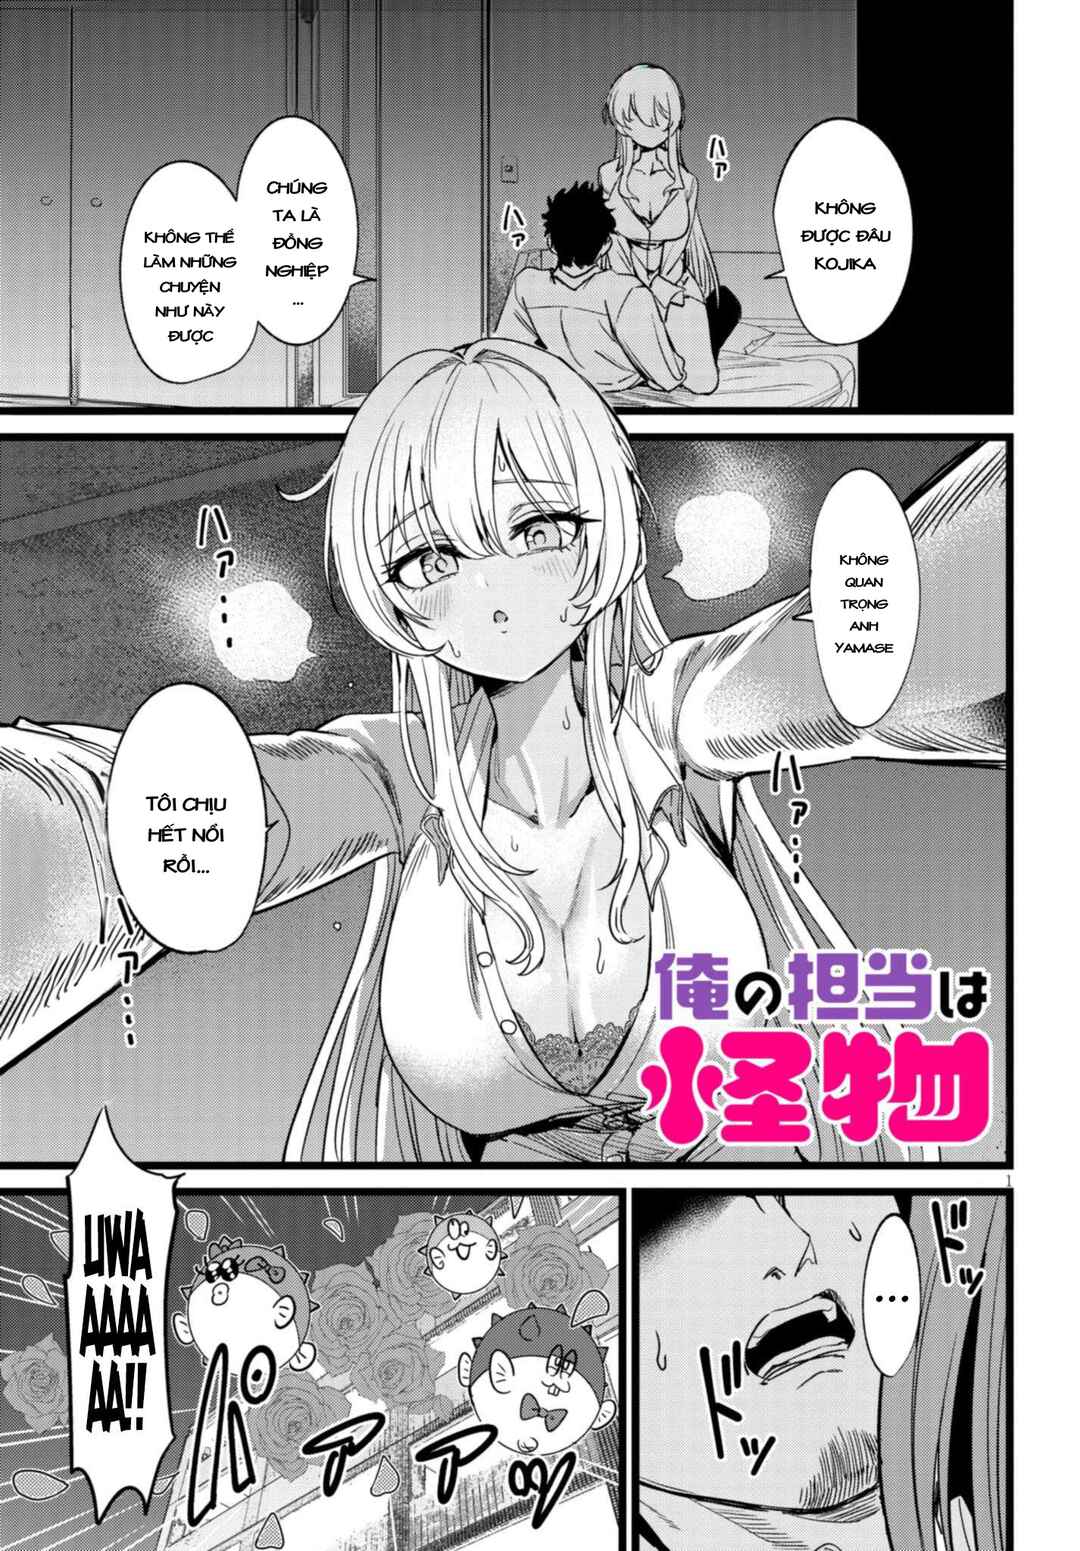 KHÔNG
ĐƯỢC ĐÂU
KOJIKA
ハァ
ハァ
CHÚNG
TA LÀ
ĐỒNG
NGHIỆP
...
KHÔNG THỂ
LÀM NHỮNG
CHUYỆN
NHƯ NÀY
ĐƯỢC
KHÔNG
QUAN
TRỌNG
ANH
YAMASE
ハァ...
ハァ...
TÔI CHỊU
HẾT NỔI
RỒI...
ハァ...
俺の担当は
怪物
1
ドッ
...
ドッ
パァァッ
UWA
AAAA
AA!!